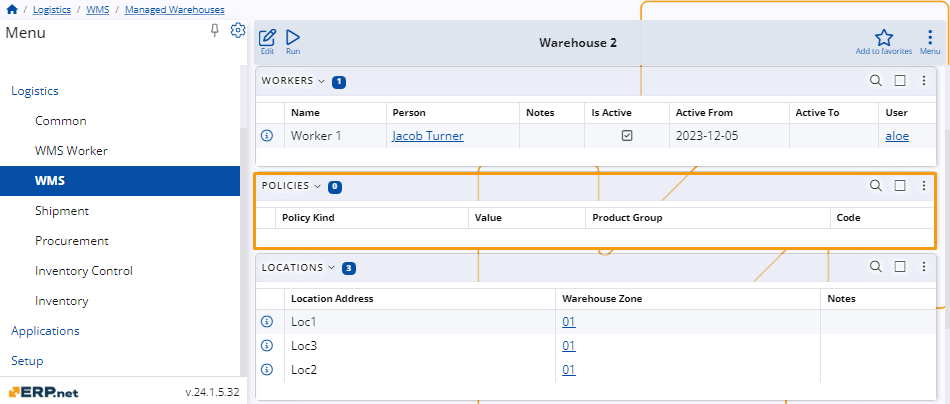 / Logistics / WMS / Managed Warehouses
Menu
Logistics
Common
WMS Worker
WMS
Shipment
Procurement
Inventory Control
Inventory
Applications
Setup
ERP.net
v.24.1.5.32
Edit
Run
Warehouse 2
Add to favorites
Menu
WORKERS 1
Name Person Notes Is Active Active From Active To User
Worker 1 Jacob Turner 2023-12-05 aloe
POLICIES 0
Policy Kind Value Product Group Code
LOCATIONS 3
Location Address Warehouse Zone Notes
Loc1 01
Loc3 01
Loc2 01